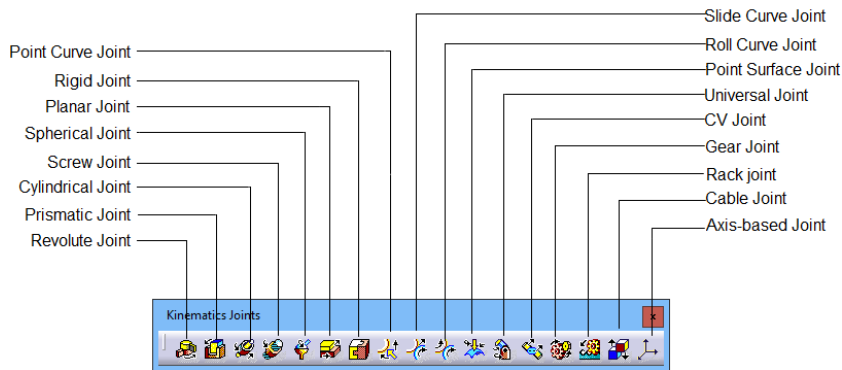 Slide Curve Joint
Point Curve Joint
Roll Curve Joint
Rigid Joint
Point Surface Joint
Planar Joint
Universal Joint
Spherical Joint
CV Joint
Screw Joint
Gear Joint
Cylindrical Joint
Rack joint
Prismatic Joint
Cable Joint
Revolute Joint
Axis-based Joint
Kinematics Joints
x